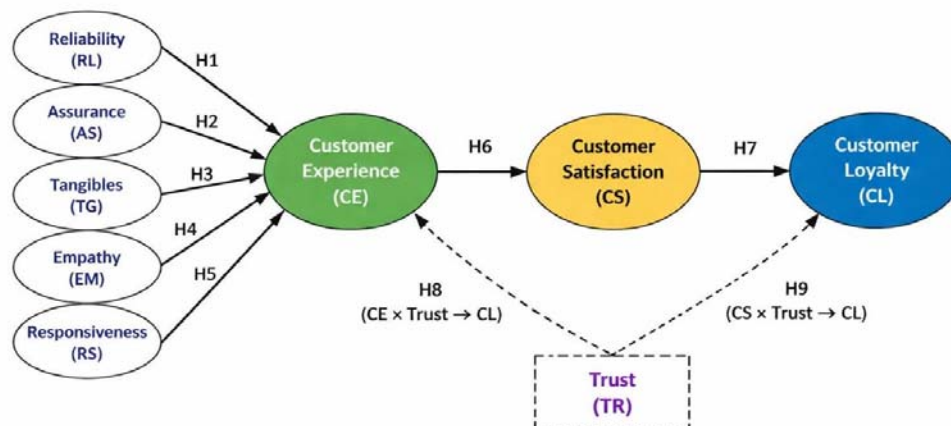 Reliability
(RL)
H1
Assurance
(AS)
H2
Tangibles
(TG)
H3
Empathy
(EM)
H4
Responsiveness
(RS)
H5
Customer
Experience
(CE)
H6
Customer
Satisfaction
(CS)
H7
Customer
Loyalty
(CL)
H8
(CE × Trust → CL)
H9
(CS × Trust → CL)
Trust
(TR)